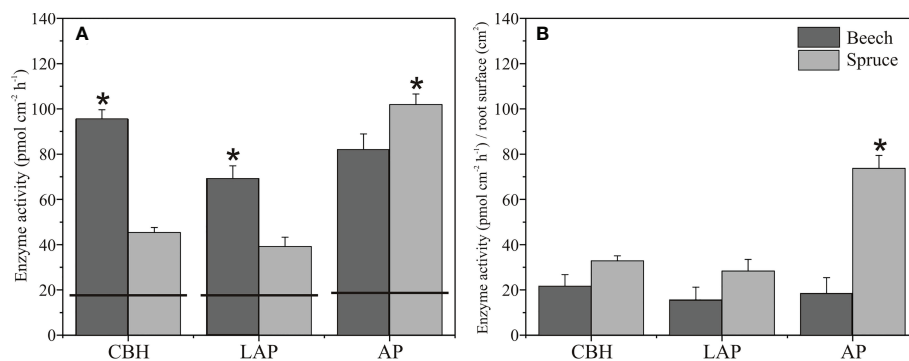 A
Enzyme activity (pmol cm⁻² h⁻¹)
140
120
100
80
60
40
20
0
*
*
*
CBH LAP AP
B
Beech
Spruce
Enzyme activity (pmol cm⁻² h⁻¹) / root surface (cm²)
140
120
100
80
60
40
20
0
*
CBH LAP AP